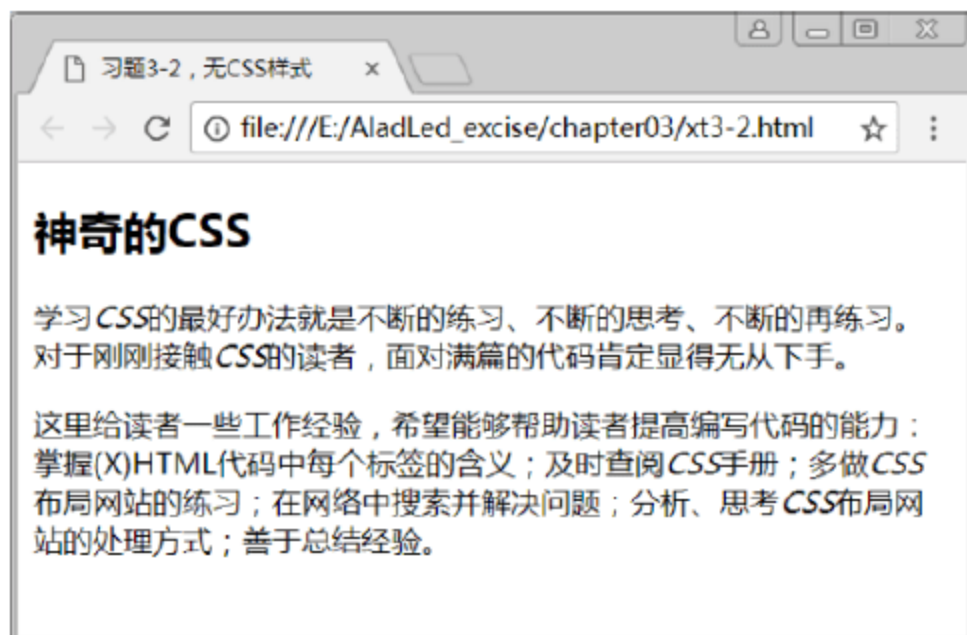 习题3-2，无CSS样式
file:///E:/AladLed_excise/chapter03/xt3-2.html
神奇的CSS
学习CSS的最好办法就是不断的练习、不断的思考、不断的再练习。
对于刚刚接触CSS的读者，面对满篇的代码肯定显得无从下手。
这里给读者一些工作经验，希望能够帮助读者提高编写代码的能力：
掌握(X)HTML代码中每个标签的含义；及时查阅CSS手册；多做CSS
布局网站的练习；在网络中搜索并解决问题；分析、思考CSS布局网
站的处理方式；善于总结经验。